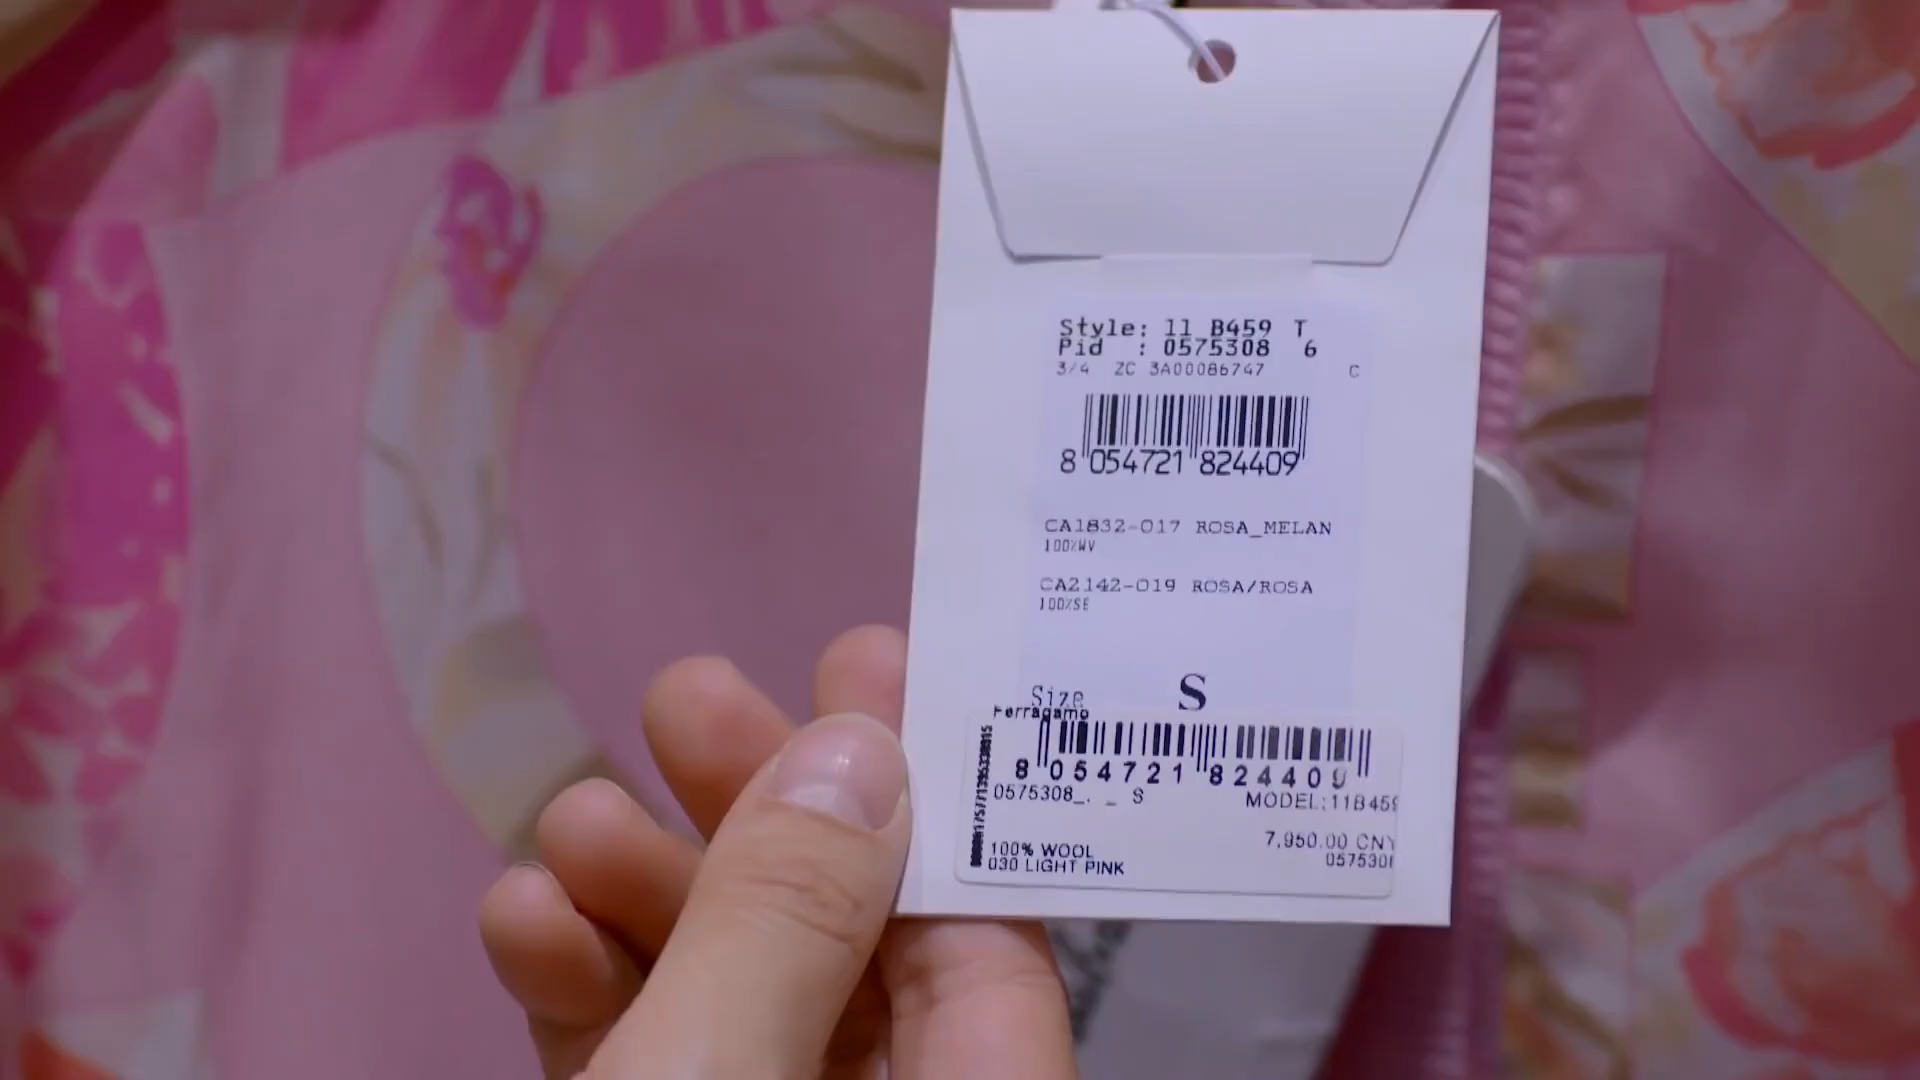 Style: 11 B459 T
Pid : 0575308 6
3/4 ZC 3A00086747 C
8 054721 824409
CA1832-017 ROSA_MELAN
100%WV
CA2142-019 ROSA/ROSA
100%SE
Size S
Ferragamo
8 054721 824409
0575308_. _ S
MODEL:11B459
7,950.00 CNY
100% WOOL
030 LIGHT PINK